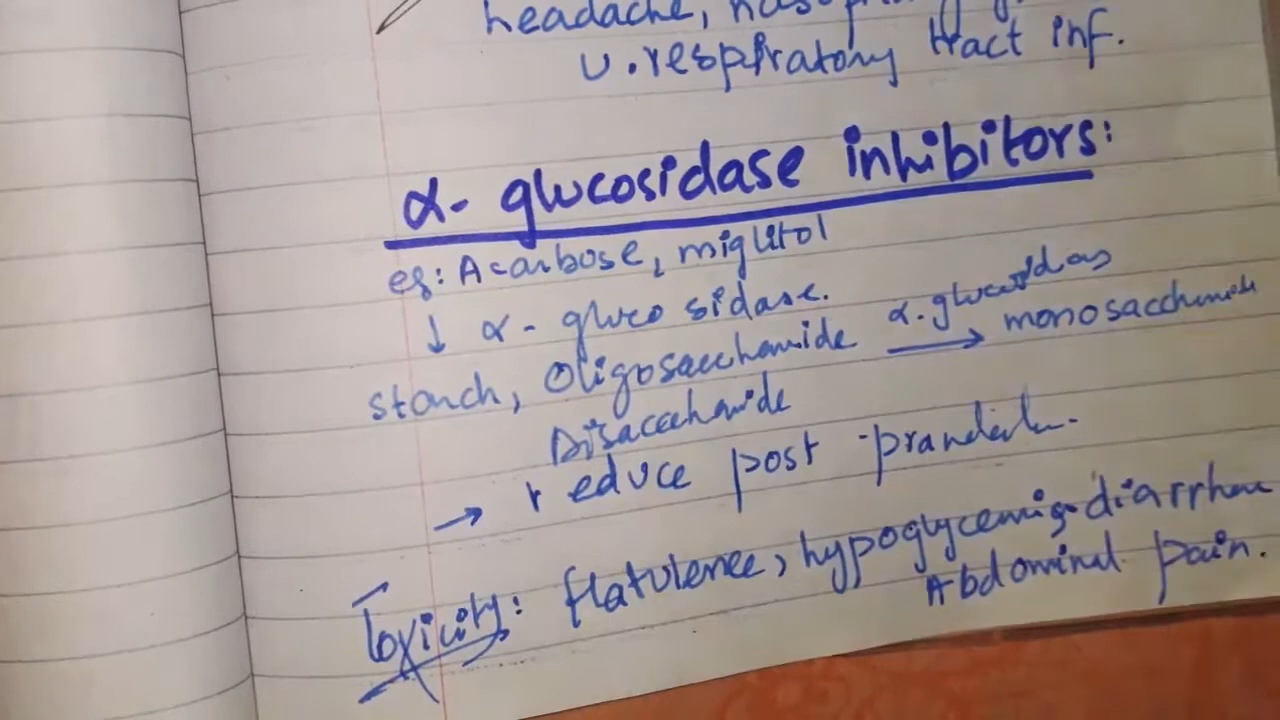 headache,
U.respiratory tract inf.
α- glucosidase inhibitors:
eg: Acarbose, miglitol
↓ α- glucosidase.
starch, Oligosaccharide α.glucosidas → monosaccharide
Disaccharide
→ reduce post -prandial.
Toxicity: flatulence, hypoglycemia, diarrhea
Abdominal pain.